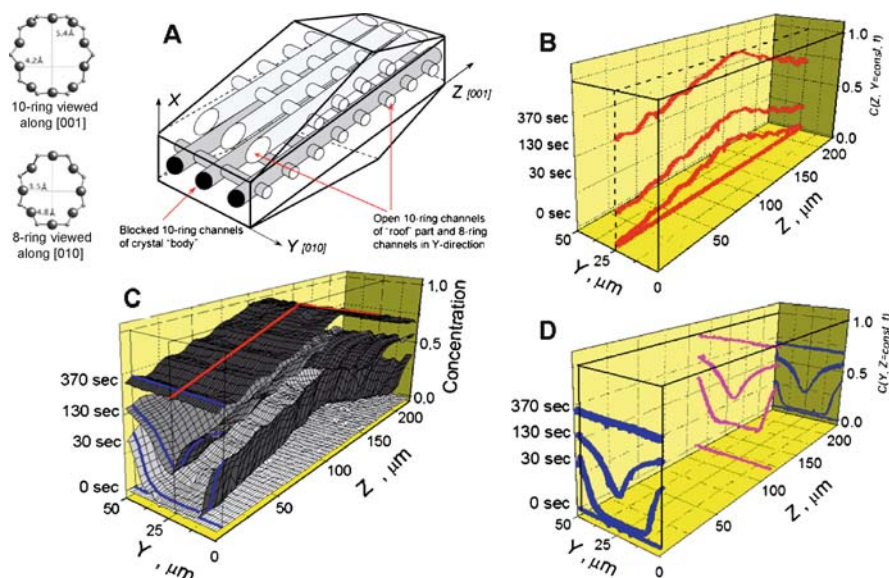 5.4Å
4.2Å
10-ring viewed
along [001]
3.5Å
4.8Å
8-ring viewed
along [010]
A
X
Z [001]
Blocked 10-ring channels
of crystal "body"
Y [010]
Open 10-ring channels
of "roof" part and 8-ring
channels in Y-direction
B
1.0
0.5
0.0
C(Z, Y=const, t)
370 sec
130 sec
30 sec
0 sec
50
25
0
Y, μm
50
100
150
200
Z, μm
C
1.0
0.5
0.0
Concentration
370 sec
130 sec
30 sec
0 sec
50
25
0
Y, μm
50
100
150
200
Z, μm
D
1.0
0.5
0.0
C(Y, Z=const, t)
370 sec
130 sec
30 sec
0 sec
50
25
0
Y, μm
50
100
150
200
Z, μm